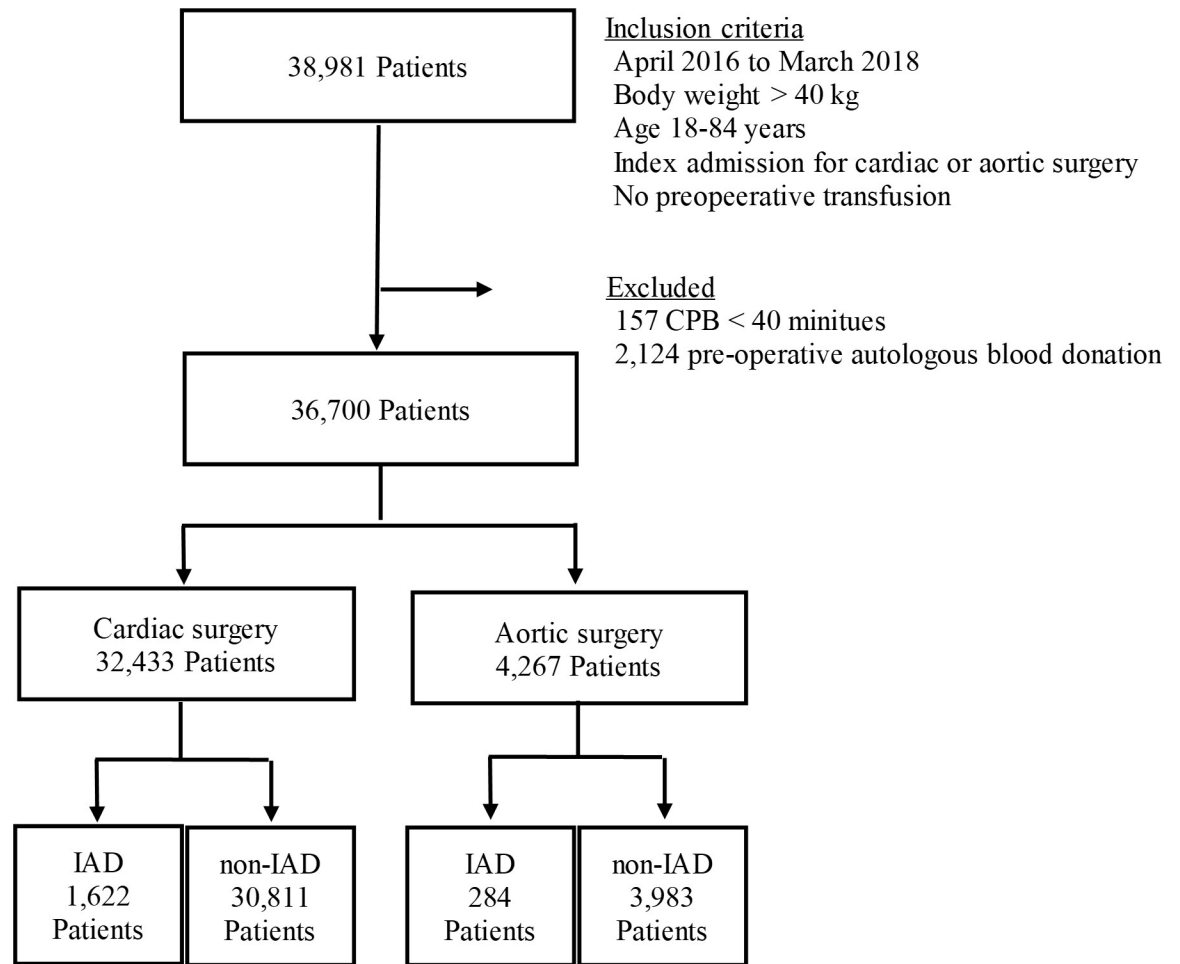 38,981 Patients
Inclusion criteria
April 2016 to March 2018
Body weight > 40 kg
Age 18-84 years
Index admission for cardiac or aortic surgery
No preopeerative transfusion
Excluded
157 CPB < 40 minitues
2,124 pre-operative autologous blood donation
36,700 Patients
Cardiac surgery
32,433 Patients
Aortic surgery
4,267 Patients
IAD
1,622
Patients
non-IAD
30,811
Patients
IAD
284
Patients
non-IAD
3,983
Patients